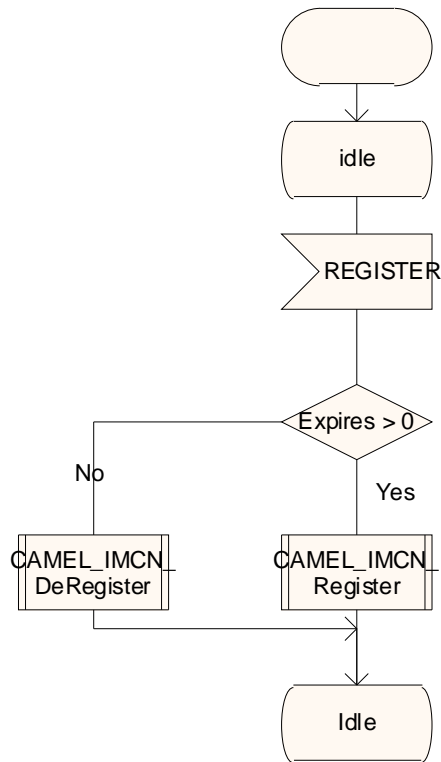 idle
REGISTER
Expires > 0
No
Yes
CAMEL_IMCN_
DeRegister
CAMEL_IMCN_
Register
Idle